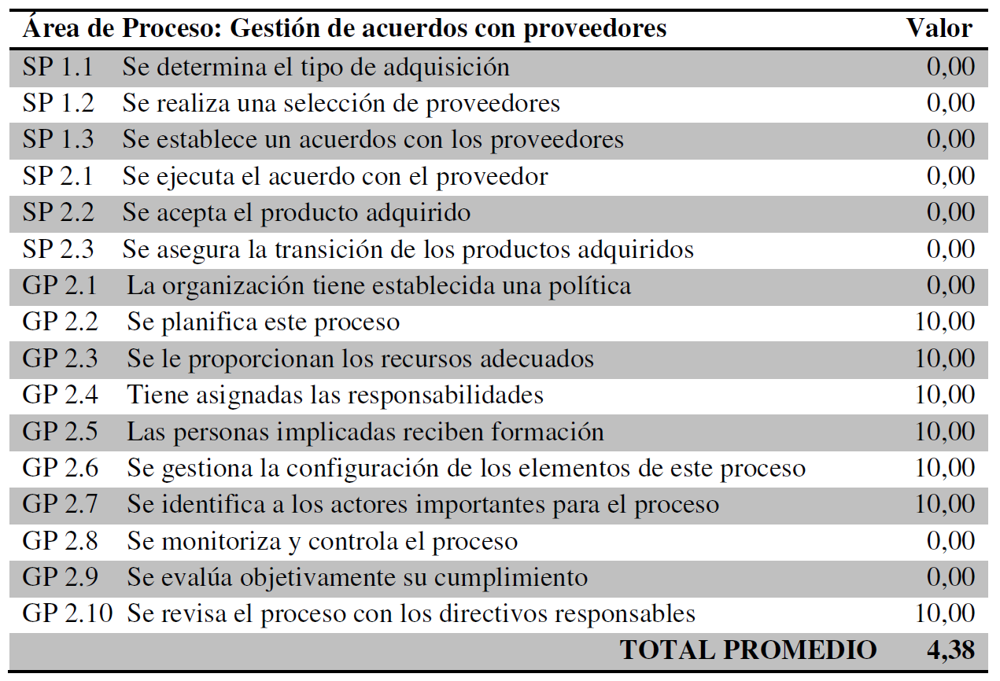 Área de Proceso: Gestión de acuerdos con proveedores Valor
SP 1.1 Se determina el tipo de adquisición 0,00
SP 1.2 Se realiza una selección de proveedores 0,00
SP 1.3 Se establece un acuerdos con los proveedores 0,00
SP 2.1 Se ejecuta el acuerdo con el proveedor 0,00
SP 2.2 Se acepta el producto adquirido 0,00
SP 2.3 Se asegura la transición de los productos adquiridos 0,00
GP 2.1 La organización tiene establecida una política 0,00
GP 2.2 Se planifica este proceso 10,00
GP 2.3 Se le proporcionan los recursos adecuados 10,00
GP 2.4 Tiene asignadas las responsabilidades 10,00
GP 2.5 Las personas implicadas reciben formación 10,00
GP 2.6 Se gestiona la configuración de los elementos de este proceso 10,00
GP 2.7 Se identifica a los actores importantes para el proceso 10,00
GP 2.8 Se monitoriza y controla el proceso 0,00
GP 2.9 Se evalúa objetivamente su cumplimiento 0,00
GP 2.10 Se revisa el proceso con los directivos responsables 10,00
TOTAL PROMEDIO 4,38